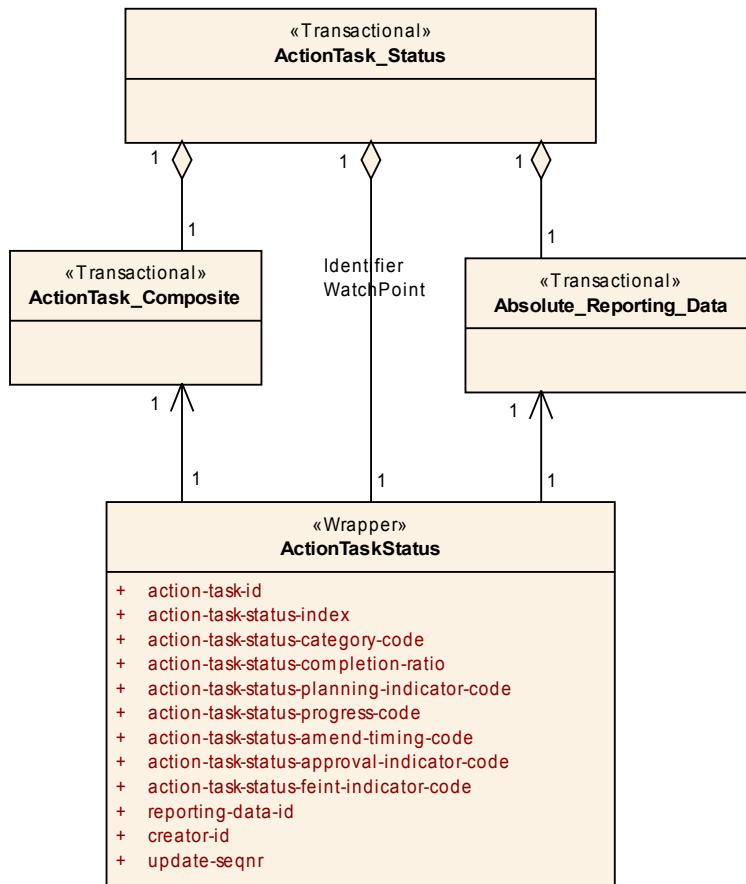 «Transactional»
ActionTask_Status
1
1
1
1
1
Identifier
WatchPoint
«Transactional»
ActionTask_Composite
«Transactional»
Absolute_Reporting_Data
1
1
1
1
1
«Wrapper»
ActionTaskStatus
+ action-task-id
+ action-task-status-index
+ action-task-status-category-code
+ action-task-status-completion-ratio
+ action-task-status-planning-indicator-code
+ action-task-status-progress-code
+ action-task-status-amend-timing-code
+ action-task-status-approval-indicator-code
+ action-task-status-feint-indicator-code
+ reporting-data-id
+ creator-id
+ update-seqnr